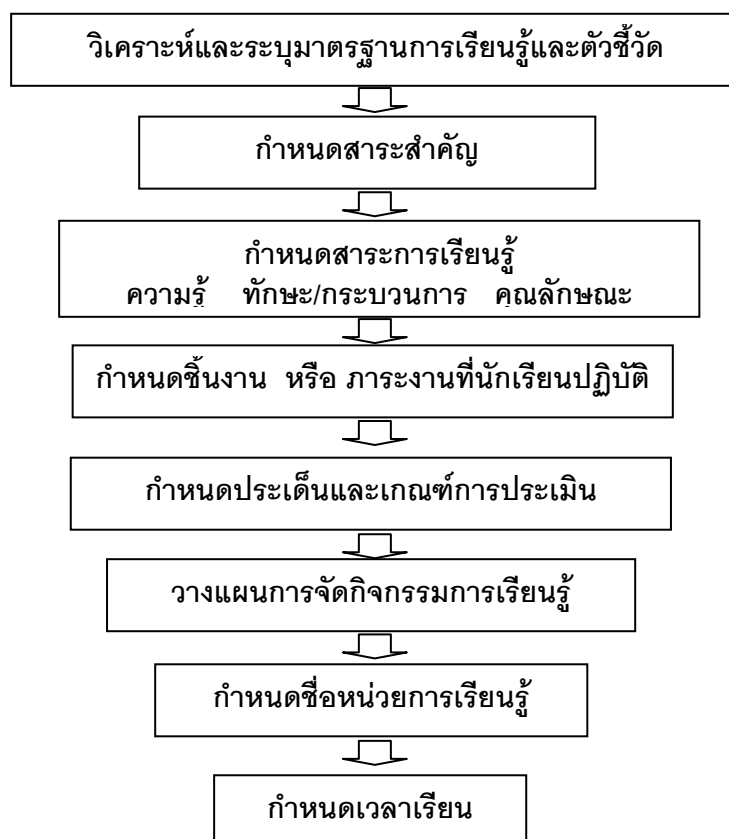 วิเคราะห์และระบุมาตรฐานการเรียนรู้และตัวชี้วัด
กำหนดสาระสำคัญ
กำหนดสาระการเรียนรู้
ความรู้ ทักษะ/กระบวนการ คุณลักษณะ
กำหนดชิ้นงาน หรือ ภาระงานที่นักเรียนปฏิบัติ
กำหนดประเด็นและเกณฑ์การประเมิน
วางแผนการจัดกิจกรรมการเรียนรู้
กำหนดชื่อหน่วยการเรียนรู้
กำหนดเวลาเรียน